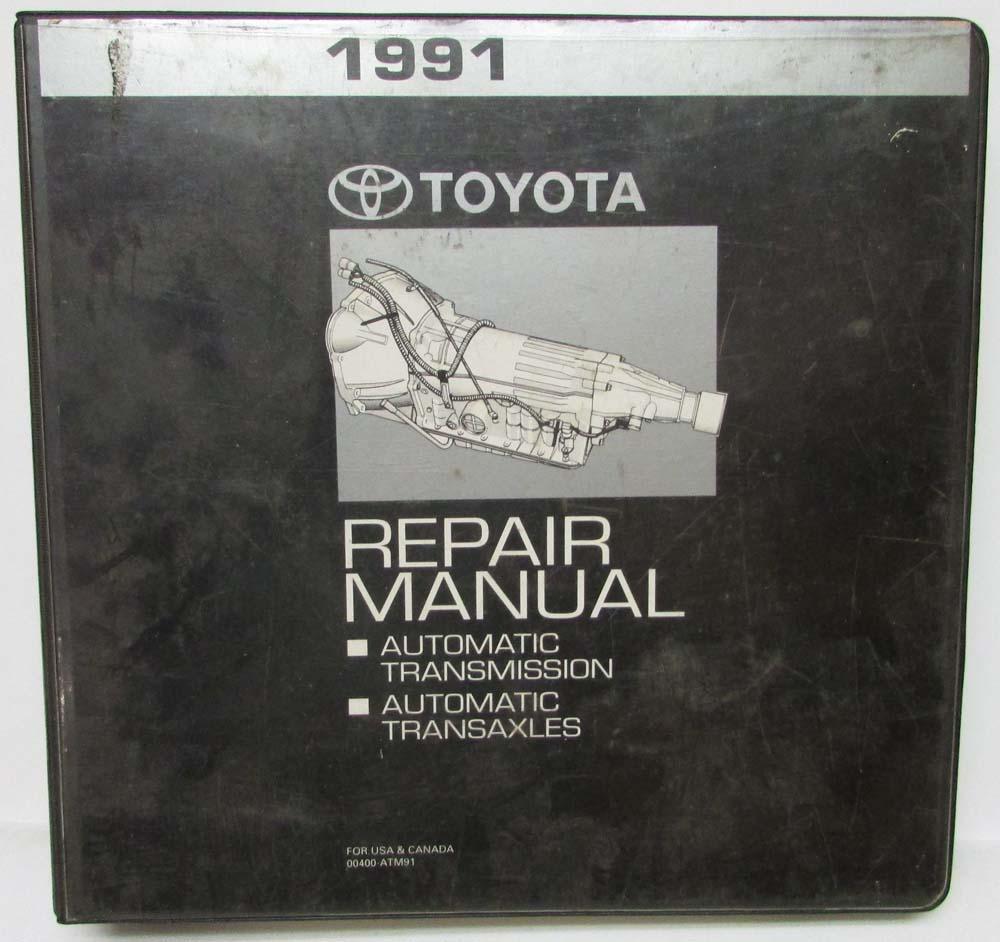 1991
TOYOTA
REPAIR
MANUAL
AUTOMATIC
TRANSMISSION
AUTOMATIC
TRANSAXLES
FOR USA & CANADA
00400-ATM91